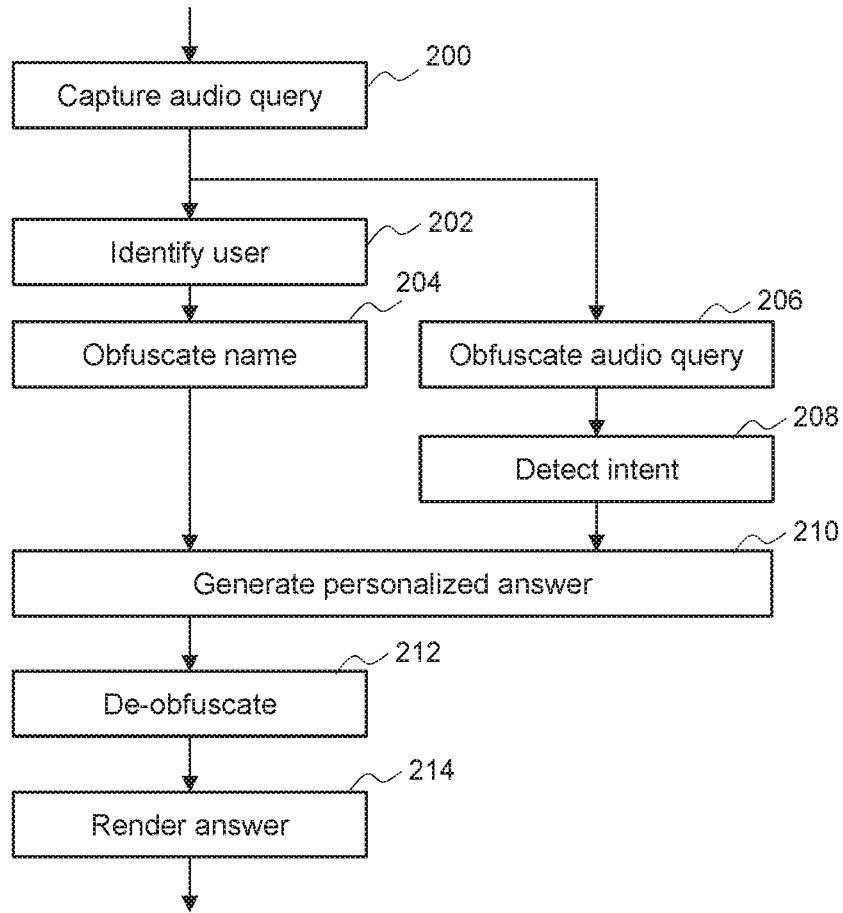 200
Capture audio query
202
Identify user
204
206
Obfuscate name
Obfuscate audio query
208
Detect intent
210
Generate personalized answer
212
De-obfuscate
214
Render answer